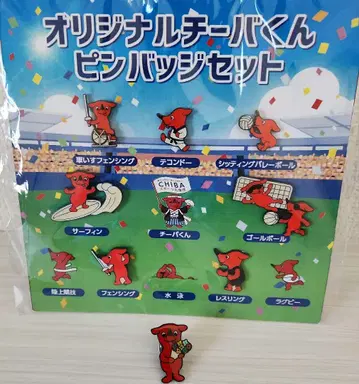 オリジナルチーバくん
ピンバッジセット
車いすフェンシング
テコンドー
シッティングバレーボール
サーフィン
CHIBA
チーバくん
ゴールボール
陸上競技
フェンシング
水泳
レスリング
ラグビー